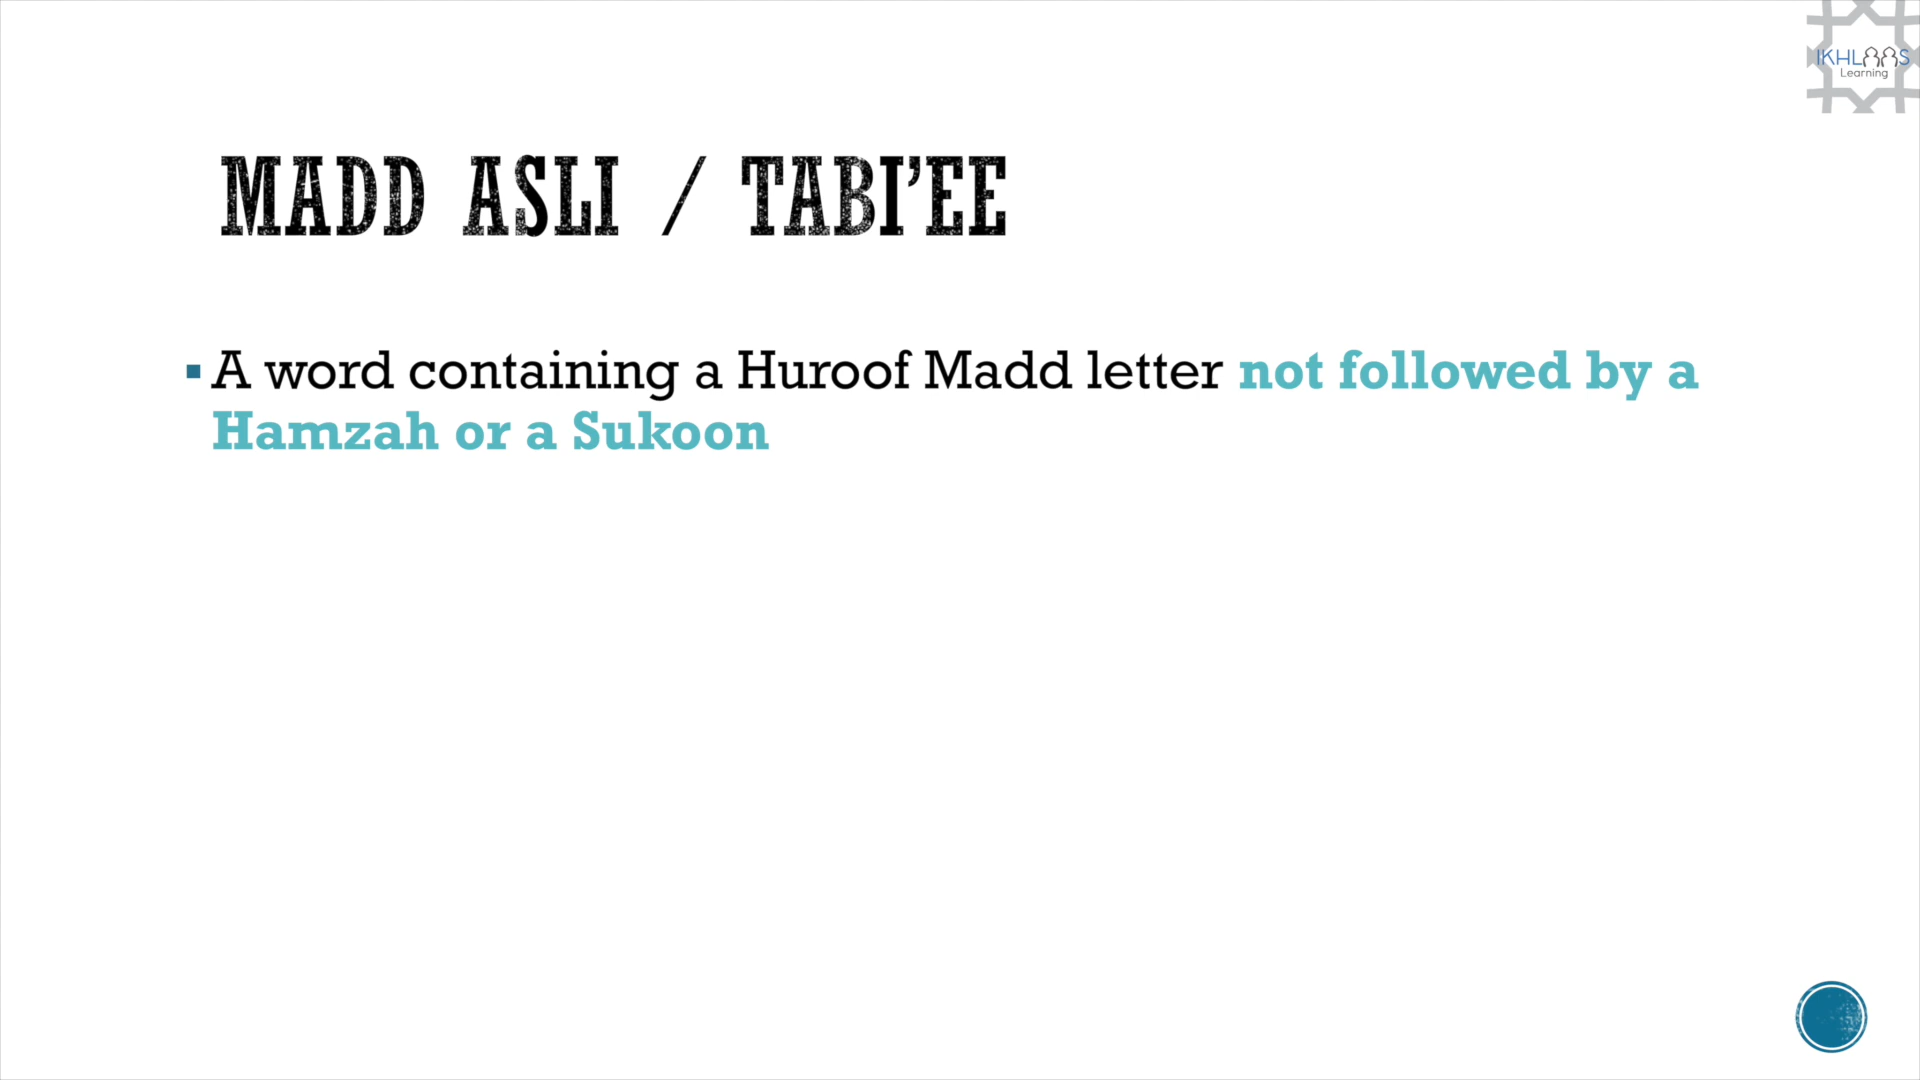 IKHLAAS
Learning
MADD ASLI / TABI’EE
▪ A word containing a Huroof Madd letter not followed by a
Hamzah or a Sukoon